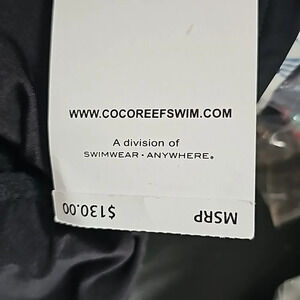 WWW.COCOREEFSWIM.COM
A division of
SWIMWEAR · ANYWHERE®
MSRP $130.00